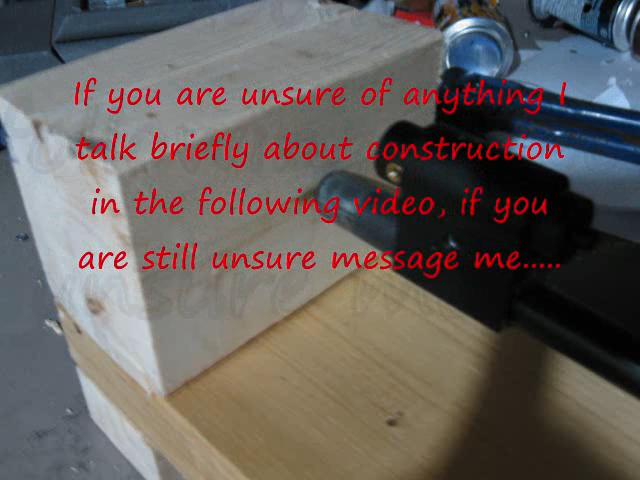 If you are unsure of anything I
talk briefly about construction
in the following video, if you
are still unsure message me.....